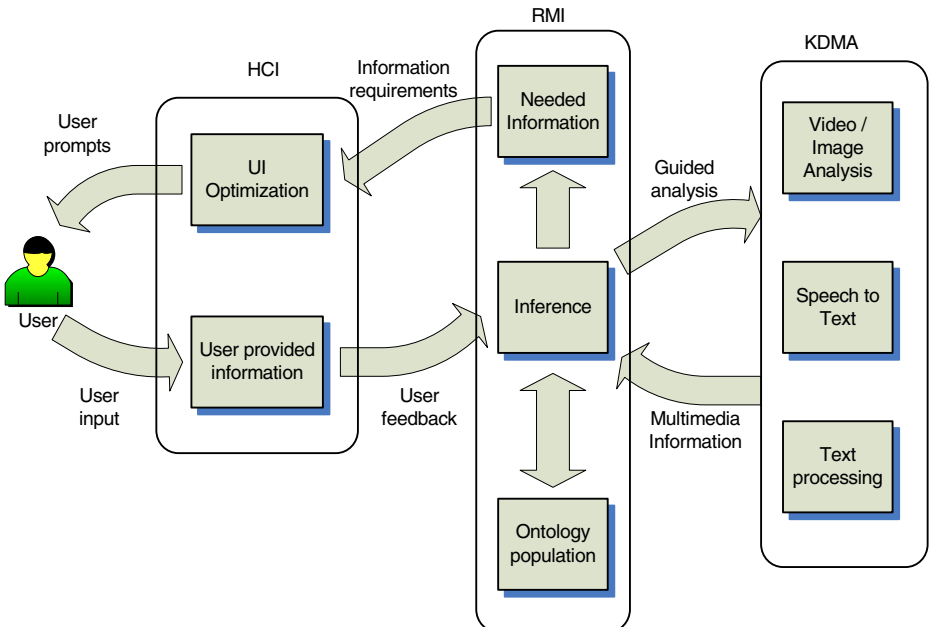 RMI
KDMA
HCI
Information
requirements
Needed
Information
Video /
Image
Analysis
User
prompts
UI
Optimization
Guided
analysis
User
Inference
Speech to
Text
User provided
information
User
input
User
feedback
Multimedia
Information
Text
processing
Ontology
population